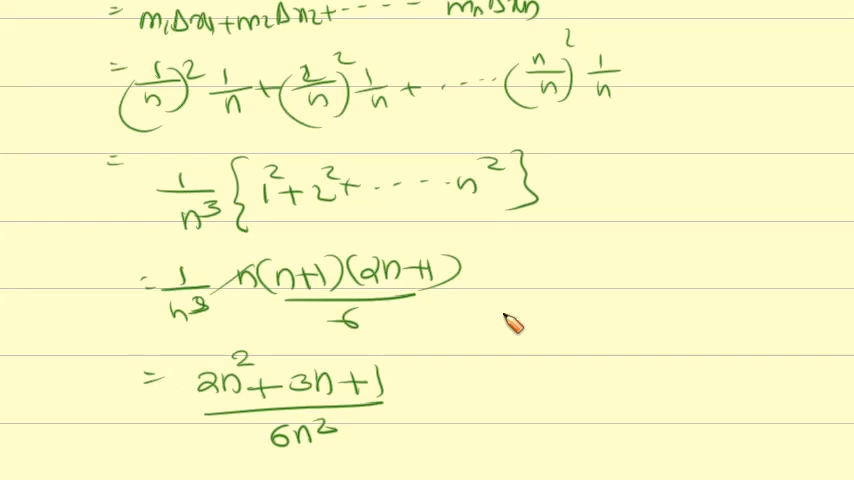 = m₁Δx₁+m₂Δx₂+----- mₙΔxₙ
= (1/n)² 1/n + (2/n)² 1/n + ..... (n/n)² 1/n
= 1/n³ {1²+2²+.....n²}
= 1/n³ n(n+1)(2n+1)/6
= 2n²+3n+1/6n²